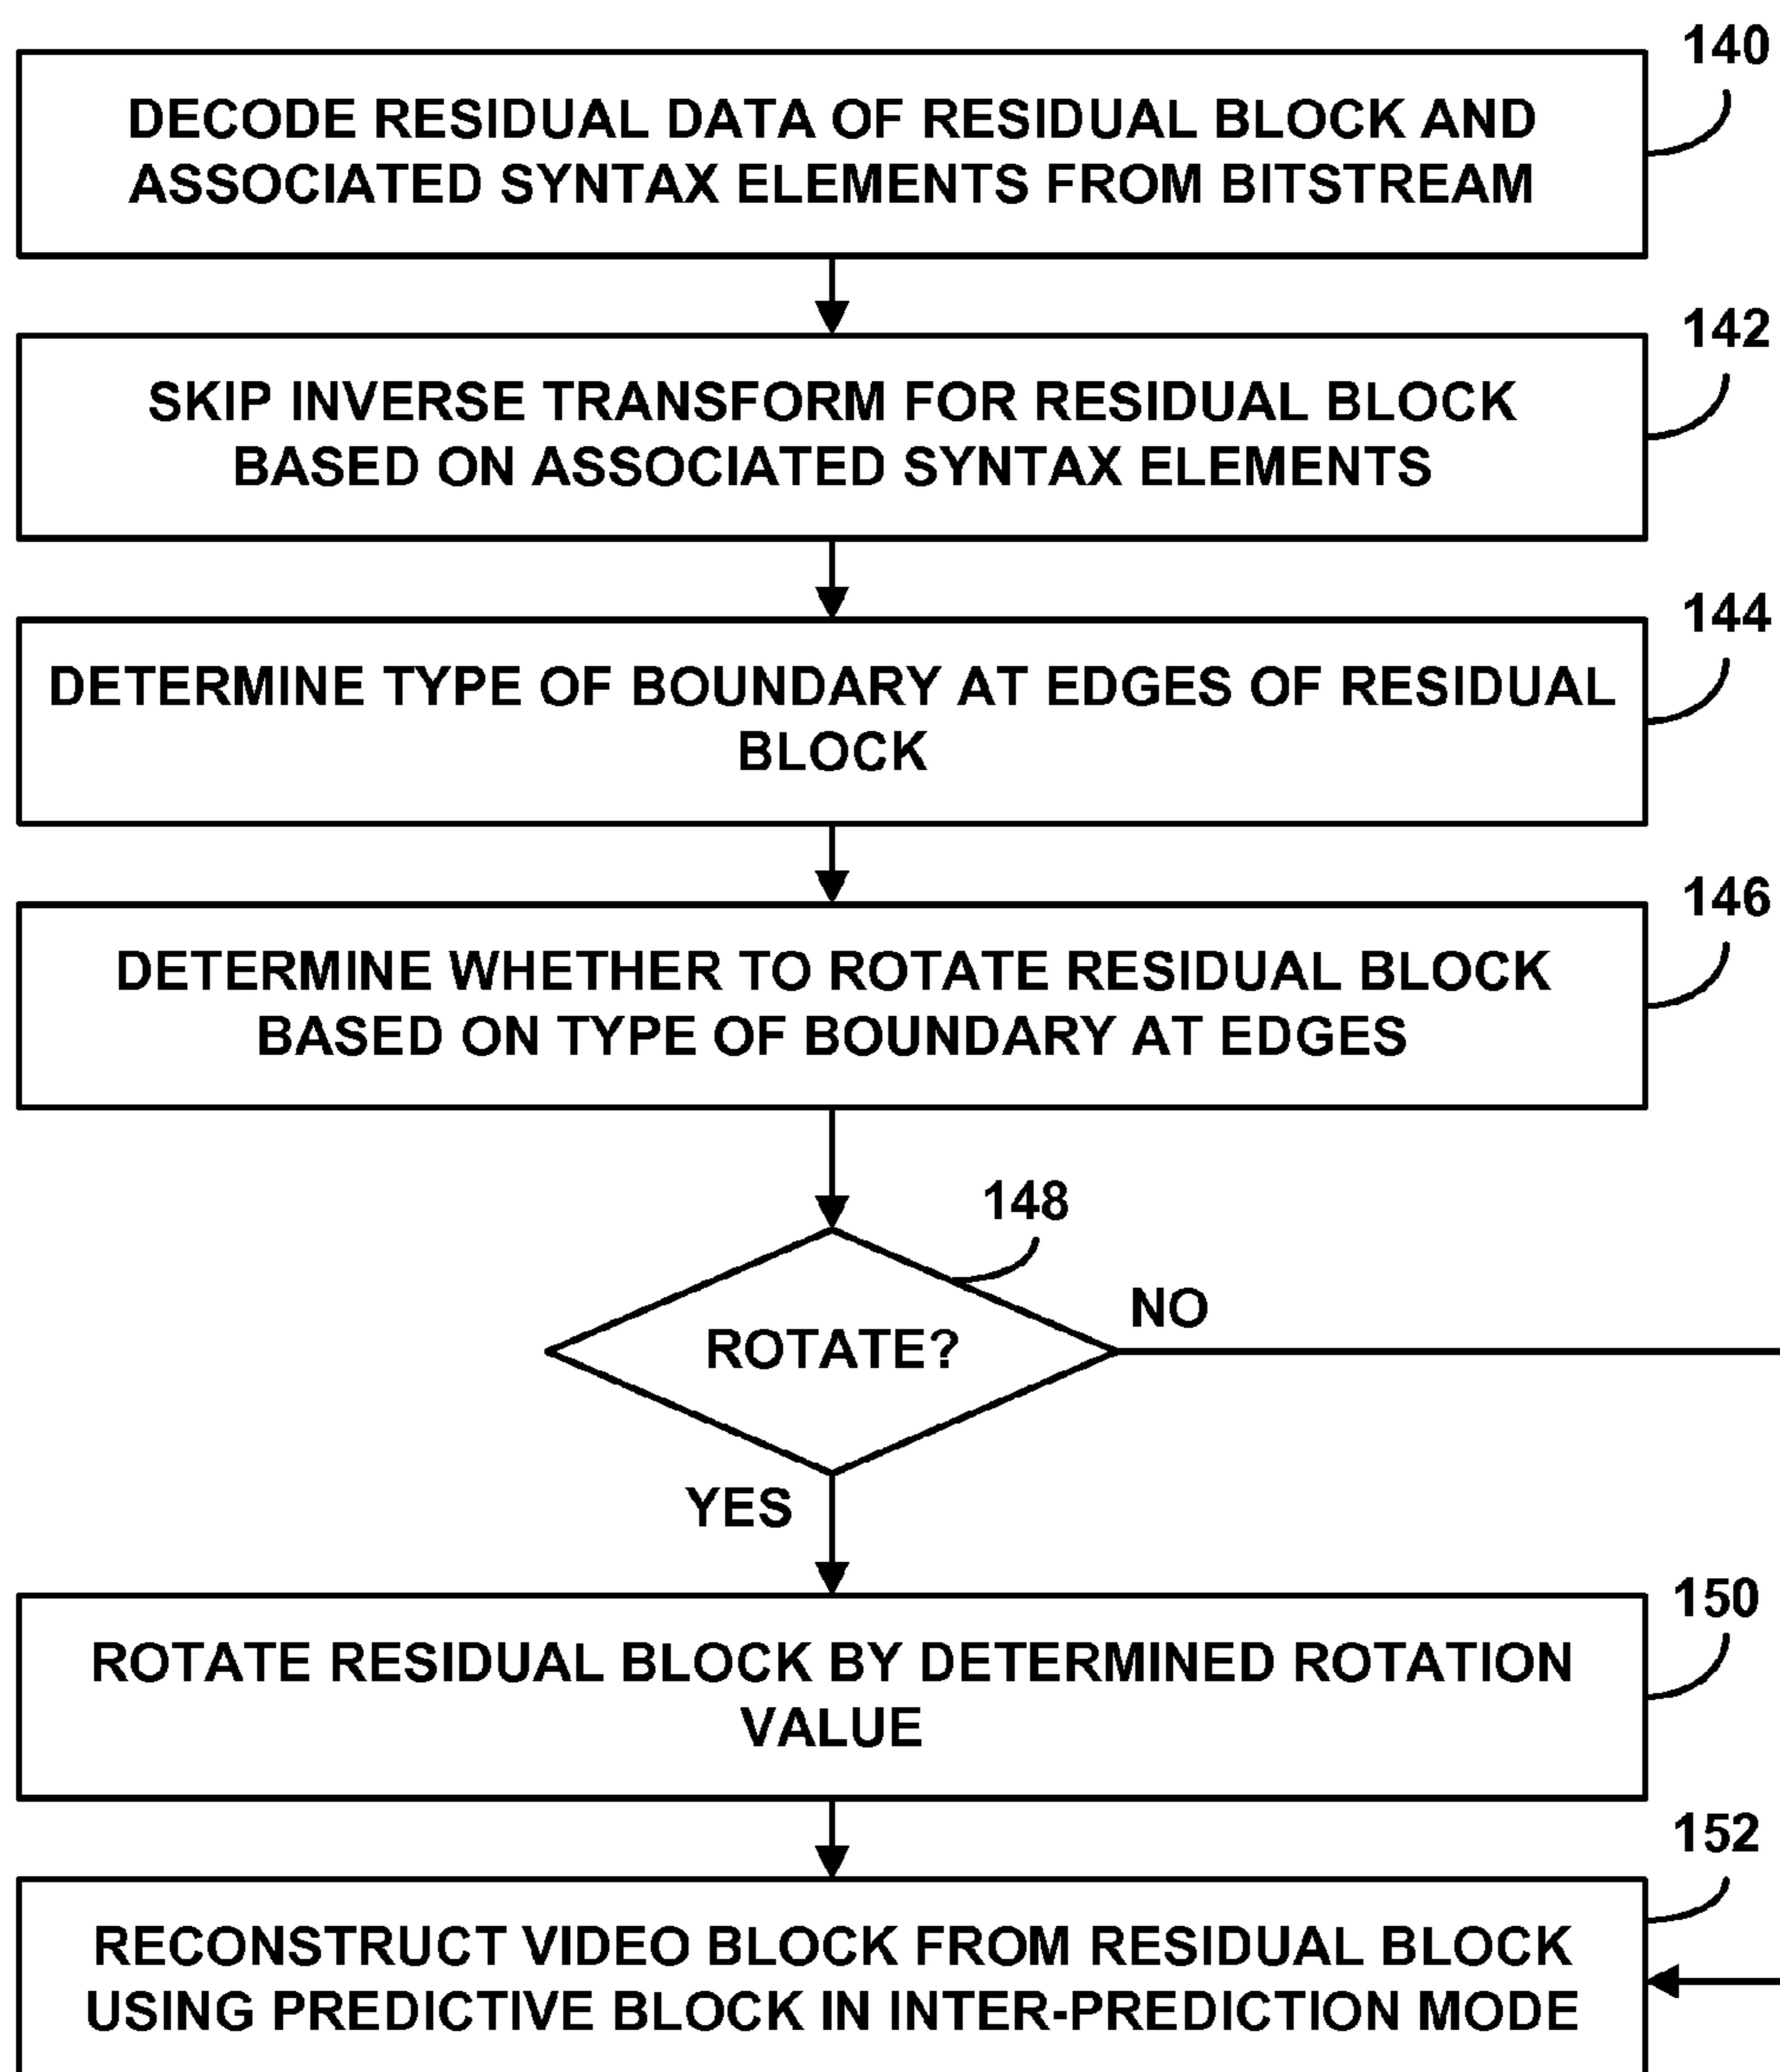 140
DECODE RESIDUAL DATA OF RESIDUAL BLOCK AND
ASSOCIATED SYNTAX ELEMENTS FROM BITSTREAM
142
SKIP INVERSE TRANSFORM FOR RESIDUAL BLOCK
BASED ON ASSOCIATED SYNTAX ELEMENTS
144
DETERMINE TYPE OF BOUNDARY AT EDGES OF RESIDUAL
BLOCK
146
DETERMINE WHETHER TO ROTATE RESIDUAL BLOCK
BASED ON TYPE OF BOUNDARY AT EDGES
148
NO
ROTATE?
YES
150
ROTATE RESIDUAL BLOCK BY DETERMINED ROTATION
VALUE
152
RECONSTRUCT VIDEO BLOCK FROM RESIDUAL BLOCK
USING PREDICTIVE BLOCK IN INTER-PREDICTION MODE